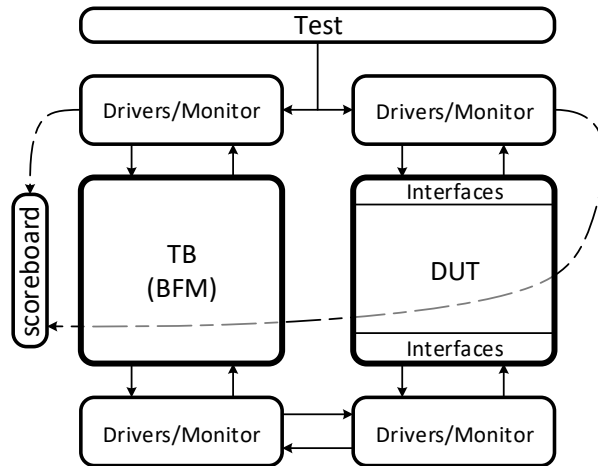 Test
Drivers/Monitor
Drivers/Monitor
scoreboard
TB
(BFM)
Interfaces
DUT
Interfaces
Drivers/Monitor
Drivers/Monitor